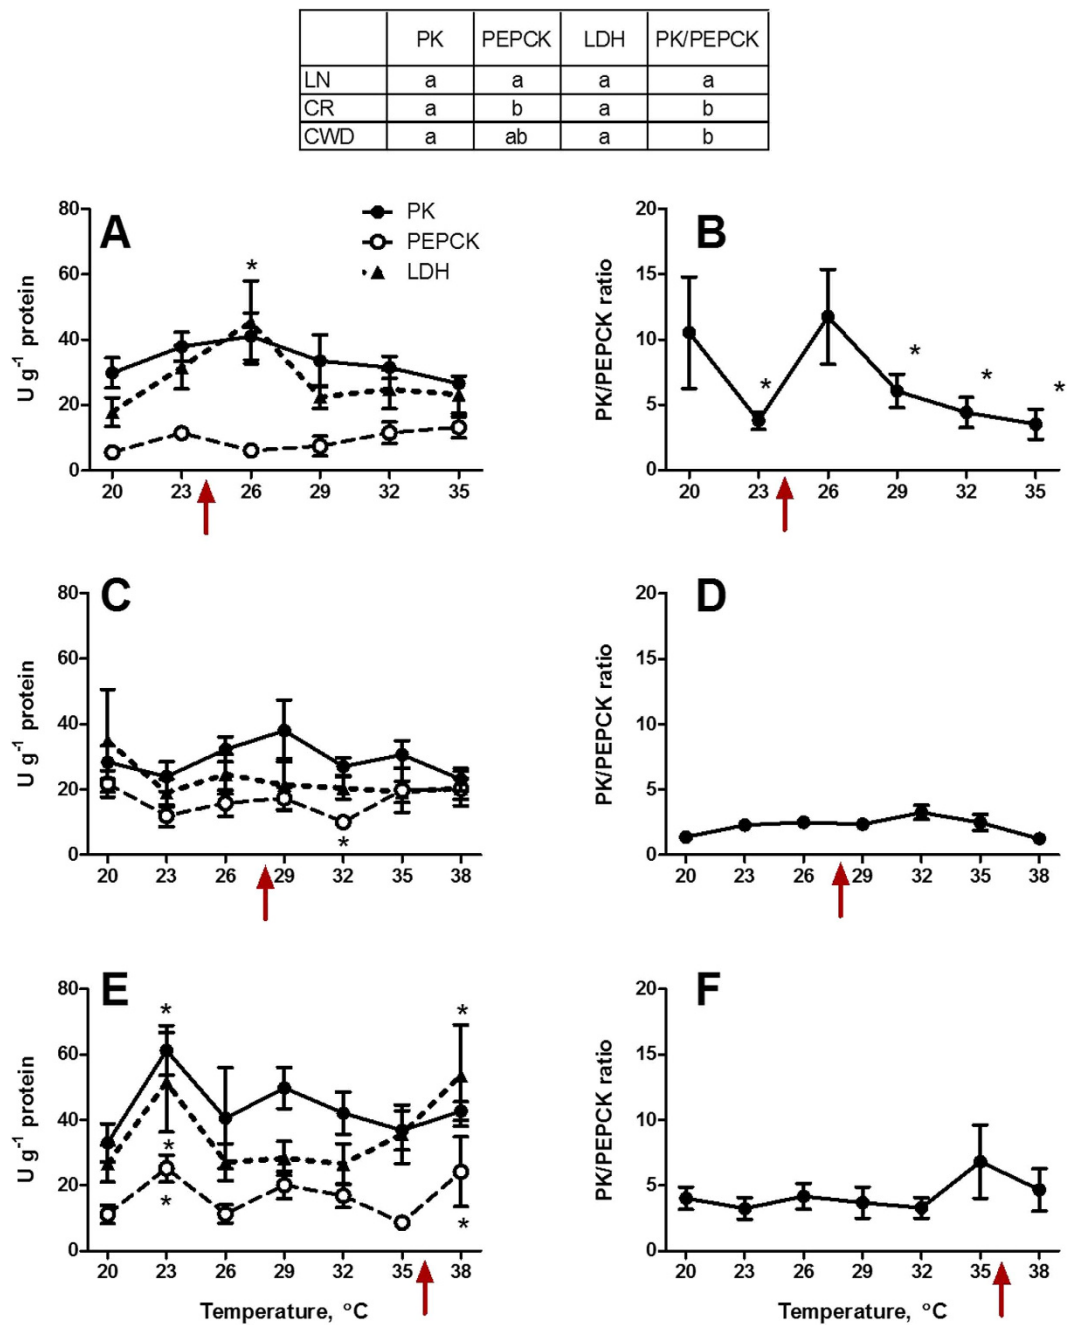 PK PEPCK LDH PK/PEPCK
LN a a a a
CR a b a b
CWD a ab a b
A
80
60
40
20
0
U g-1 protein
20 23 26 29 32 35
*
PK
PEPCK
LDH
B
20
15
10
5
0
PK/PEPCK ratio
* * * *
20 23 26 29 32 35
C
80
60
40
20
0
U g-1 protein
*
20 23 26 29 32 35 38
D
20
15
10
5
0
PK/PEPCK ratio
20 23 26 29 32 35 38
E
80
60
40
20
0
U g-1 protein
* *
*
* *
20 23 26 29 32 35 38
Temperature, °C
F
20
15
10
5
0
PK/PEPCK ratio
20 23 26 29 32 35 38
Temperature, °C